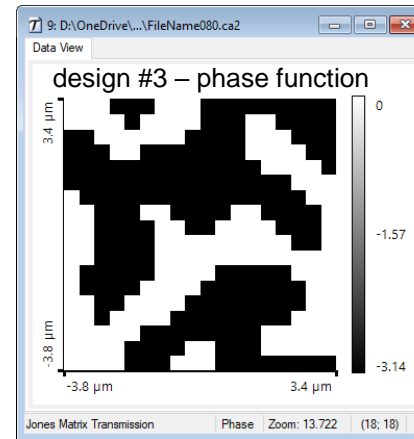 9: D:\OneDrive\...\FileName080.ca2
Data View
design #3 – phase function
3.4 µm
0
-1.57
-3.8 µm
-3.14
-3.8 µm 3.4 µm
Jones Matrix Transmission Phase Zoom: 13.722 (18; 18)